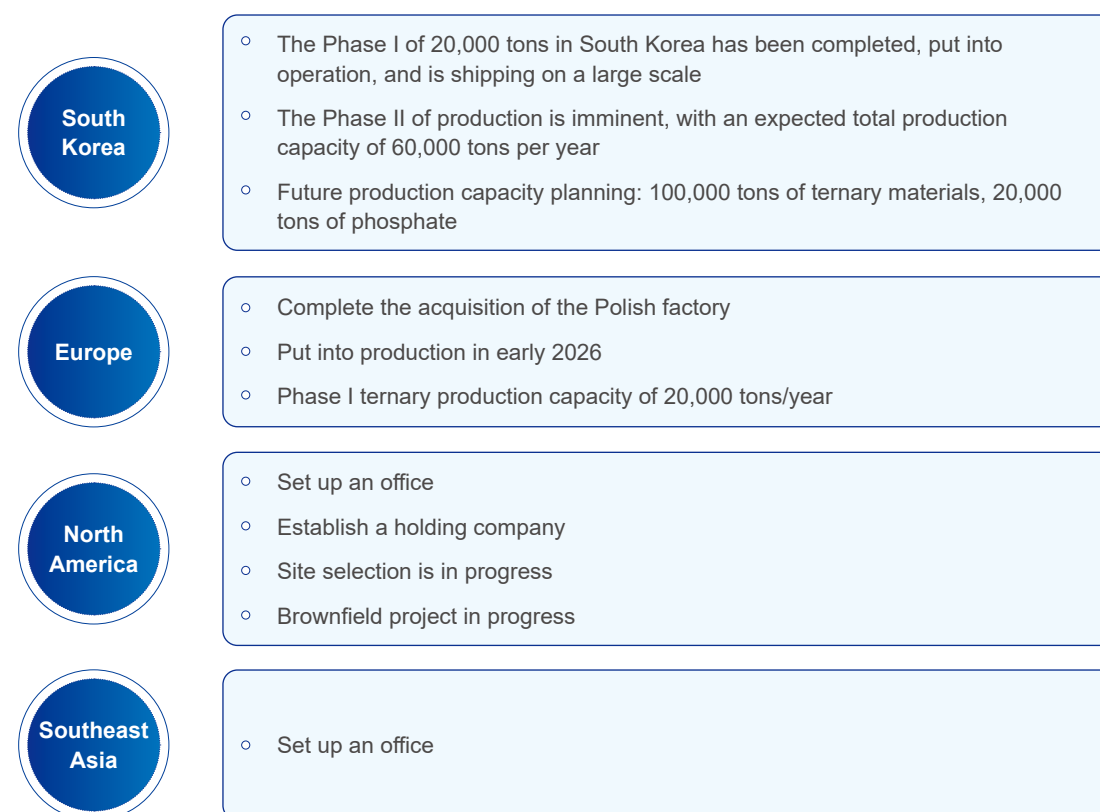 South
Korea
○ The Phase I of 20,000 tons in South Korea has been completed, put into
operation, and is shipping on a large scale
○ The Phase II of production is imminent, with an expected total production
capacity of 60,000 tons per year
○ Future production capacity planning: 100,000 tons of ternary materials, 20,000
tons of phosphate
Europe
○ Complete the acquisition of the Polish factory
○ Put into production in early 2026
○ Phase I ternary production capacity of 20,000 tons/year
North
America
○ Set up an office
○ Establish a holding company
○ Site selection is in progress
○ Brownfield project in progress
Southeast
Asia
○ Set up an office